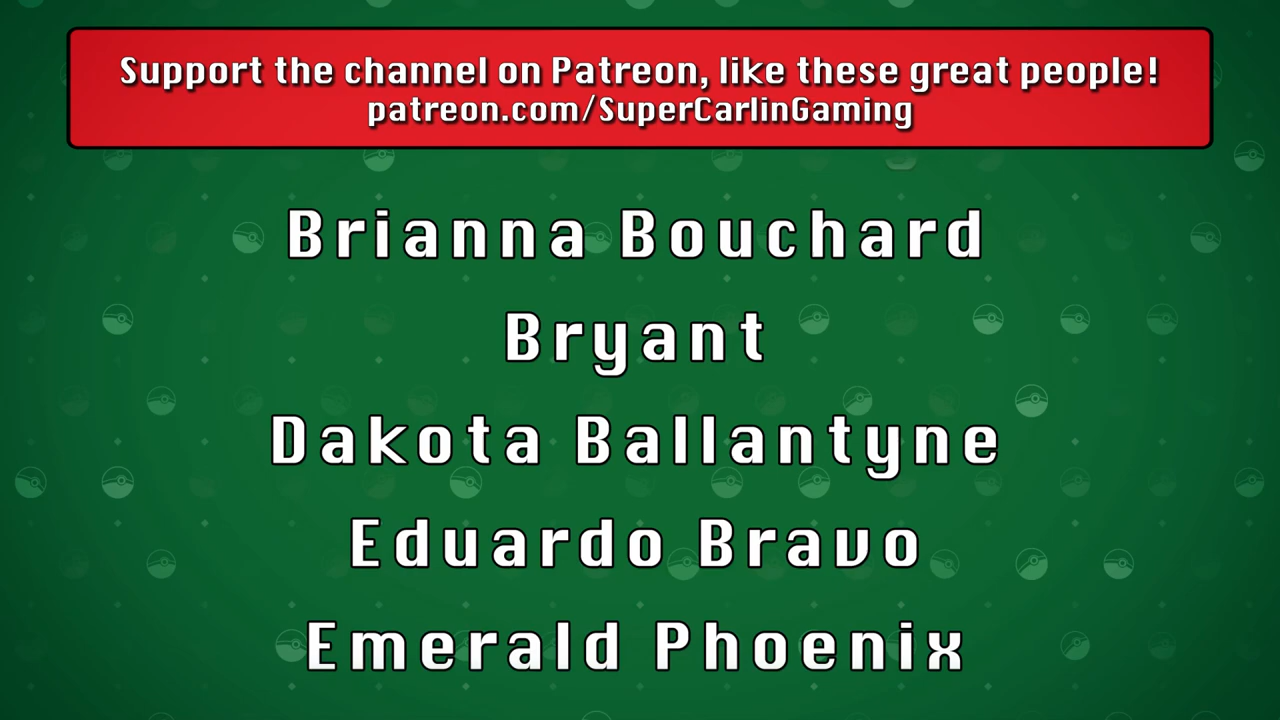 Support the channel on Patreon, like these great people!
patreon.com/SuperCarlinGaming
Brianna Bouchard
Bryant
Dakota Ballantyne
Eduardo Bravo
Emerald Phoenix